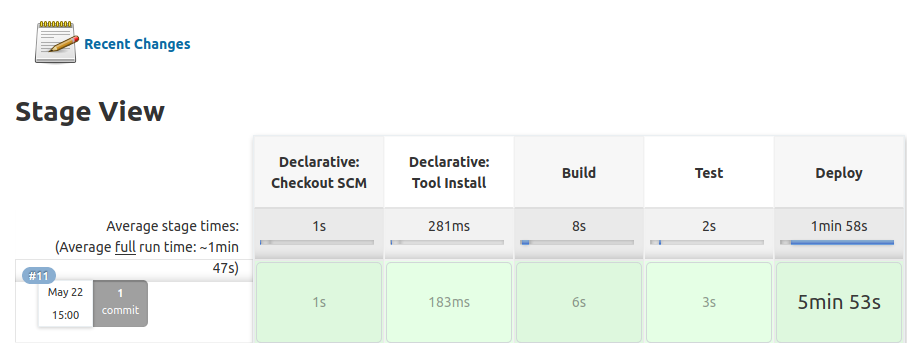 Recent Changes
Stage View
Declarative: Checkout SCM
Declarative: Tool Install
Build
Test
Deploy
Average stage times:
(Average full run time: ~1min
47s)
1s
281ms
8s
2s
1min 58s
#11
May 22
15:00
1
commit
1s
183ms
6s
3s
5min 53s